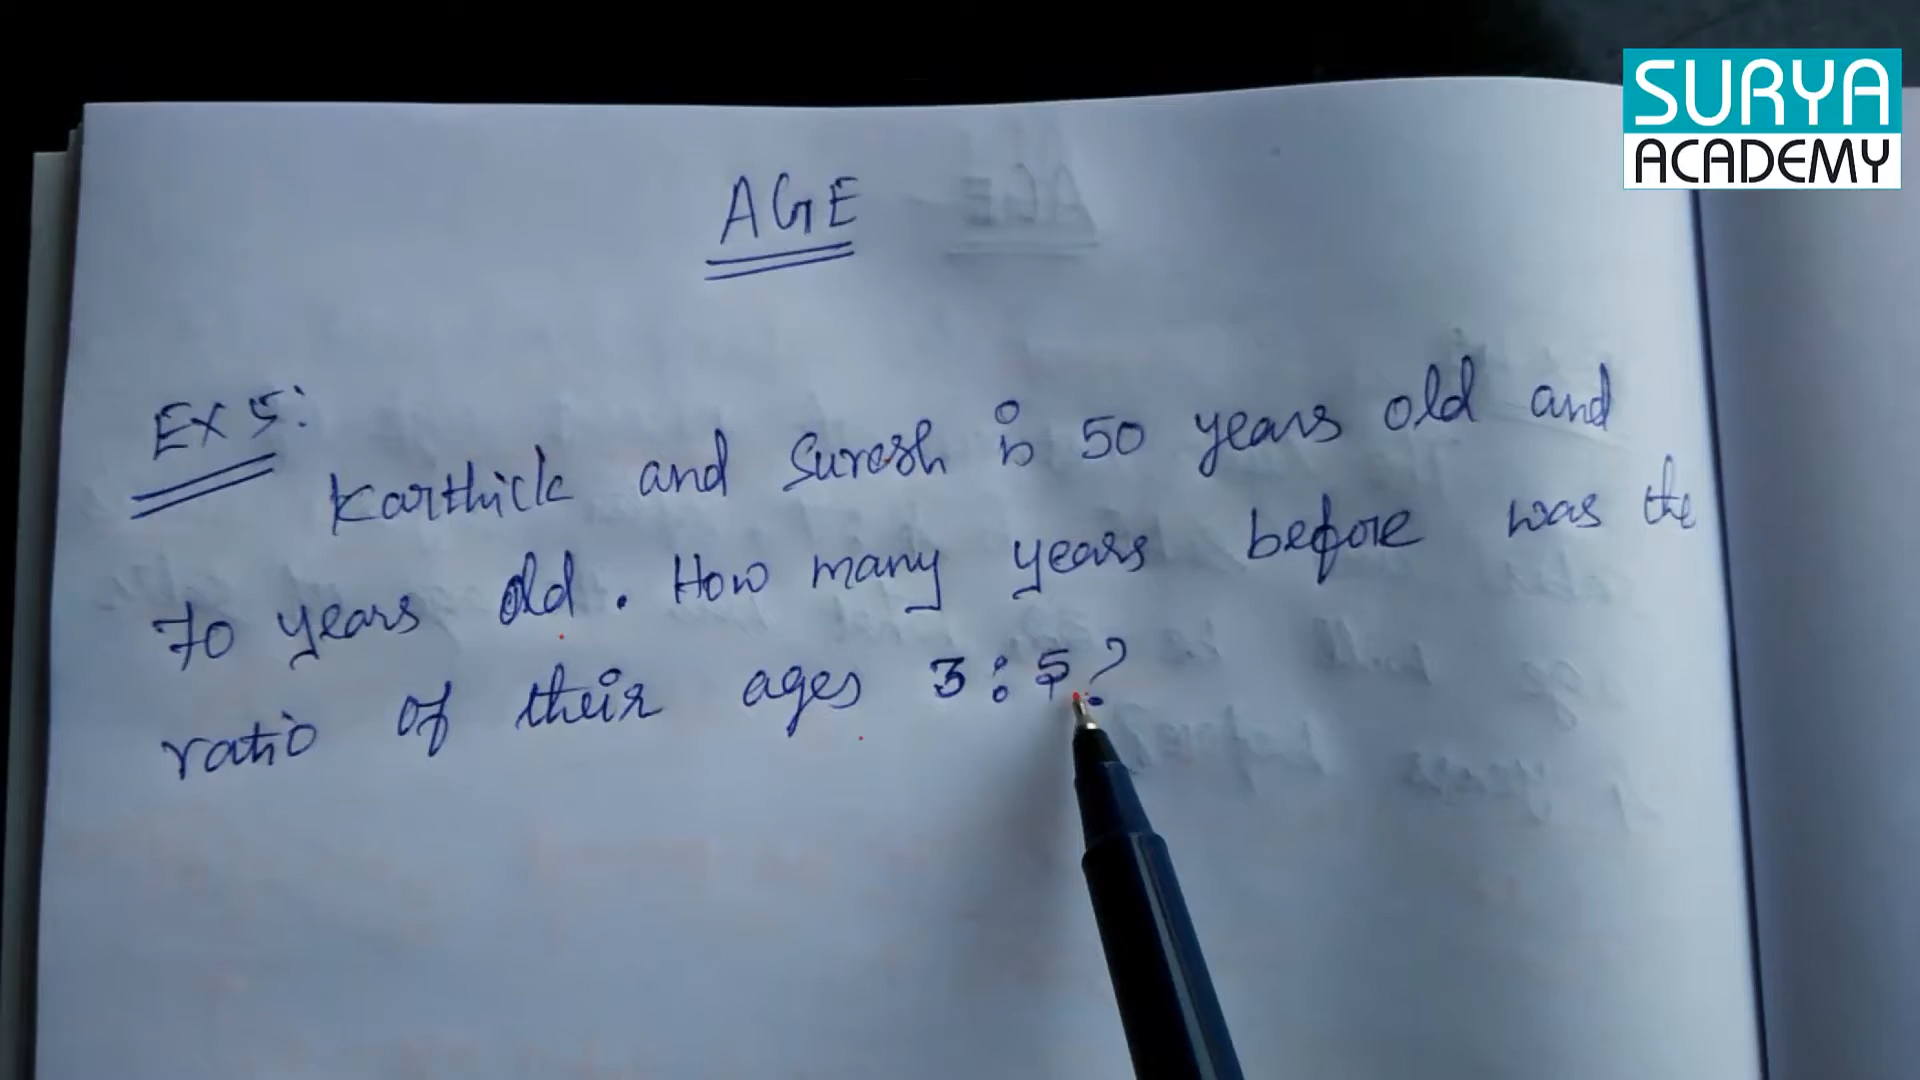 SURYA
ACADEMY
AGE
EX 5:
Karthick and Suresh is 50 years old and
70 years old. How many years before was the
ratio of their ages 3:5?